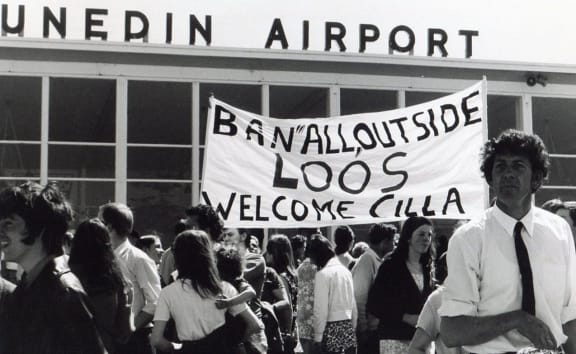 UNEDIN AIRPORT
BAN "ALL, OUTSIDE
LOOS
WELCOME CILLA